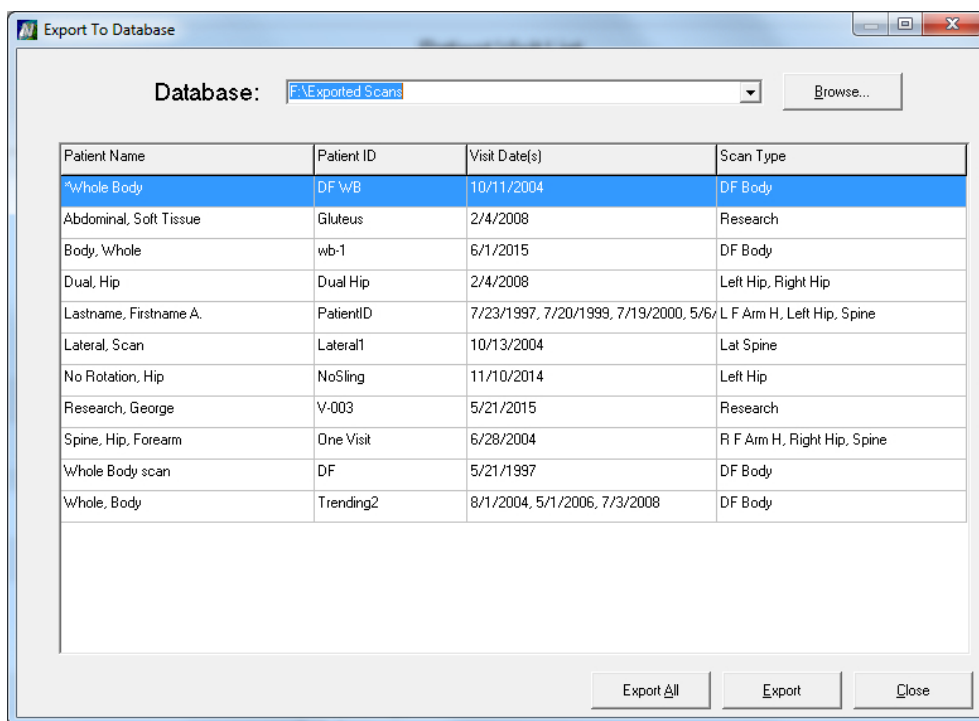 Export To Database
Database: F:\Exported Scans Browse...
Patient Name Patient ID Visit Date(s) Scan Type
*Whole Body DF WB 10/11/2004 DF Body
Abdominal, Soft Tissue Gluteus 2/4/2008 Research
Body, Whole wb-1 6/1/2015 DF Body
Dual, Hip Dual Hip 2/4/2008 Left Hip, Right Hip
Lastname, Firstname A. PatientID 7/23/1997, 7/20/1999, 7/19/2000, 5/6/ L F Arm H, Left Hip, Spine
Lateral, Scan Lateral1 10/13/2004 Lat Spine
No Rotation, Hip NoSling 11/10/2014 Left Hip
Research, George V-003 5/21/2015 Research
Spine, Hip, Forearm One Visit 6/28/2004 R F Arm H, Right Hip, Spine
Whole Body scan DF 5/21/1997 DF Body
Whole, Body Trending2 8/1/2004, 5/1/2006, 7/3/2008 DF Body
Export All Export Close